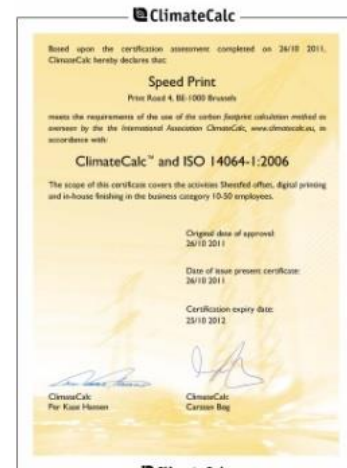 ClimateCalc
Based upon the certification assessment completed on 26/10 2011,
ClimateCalc hereby declares that:
Speed Print
Print Road 4, BE-1000 Brussels
meets the requirements of the use of the carbon footprint calculation method as
overseen by the the International Association ClimateCalc, www.climatecalc.eu, in
accordance with:
ClimateCalc™ and ISO 14064-1:2006
The scope of this certificate covers the activities Sheetfed offset, digital printing
and in-house finishing in the business category 10-50 employees.
Original date of approval:
26/10 2011
Date of issue present certificate:
26/10 2011
Certification expiry date:
25/10 2012
ClimateCalc
Per Kaae Hansen
ClimateCalc
Carsten Bøg